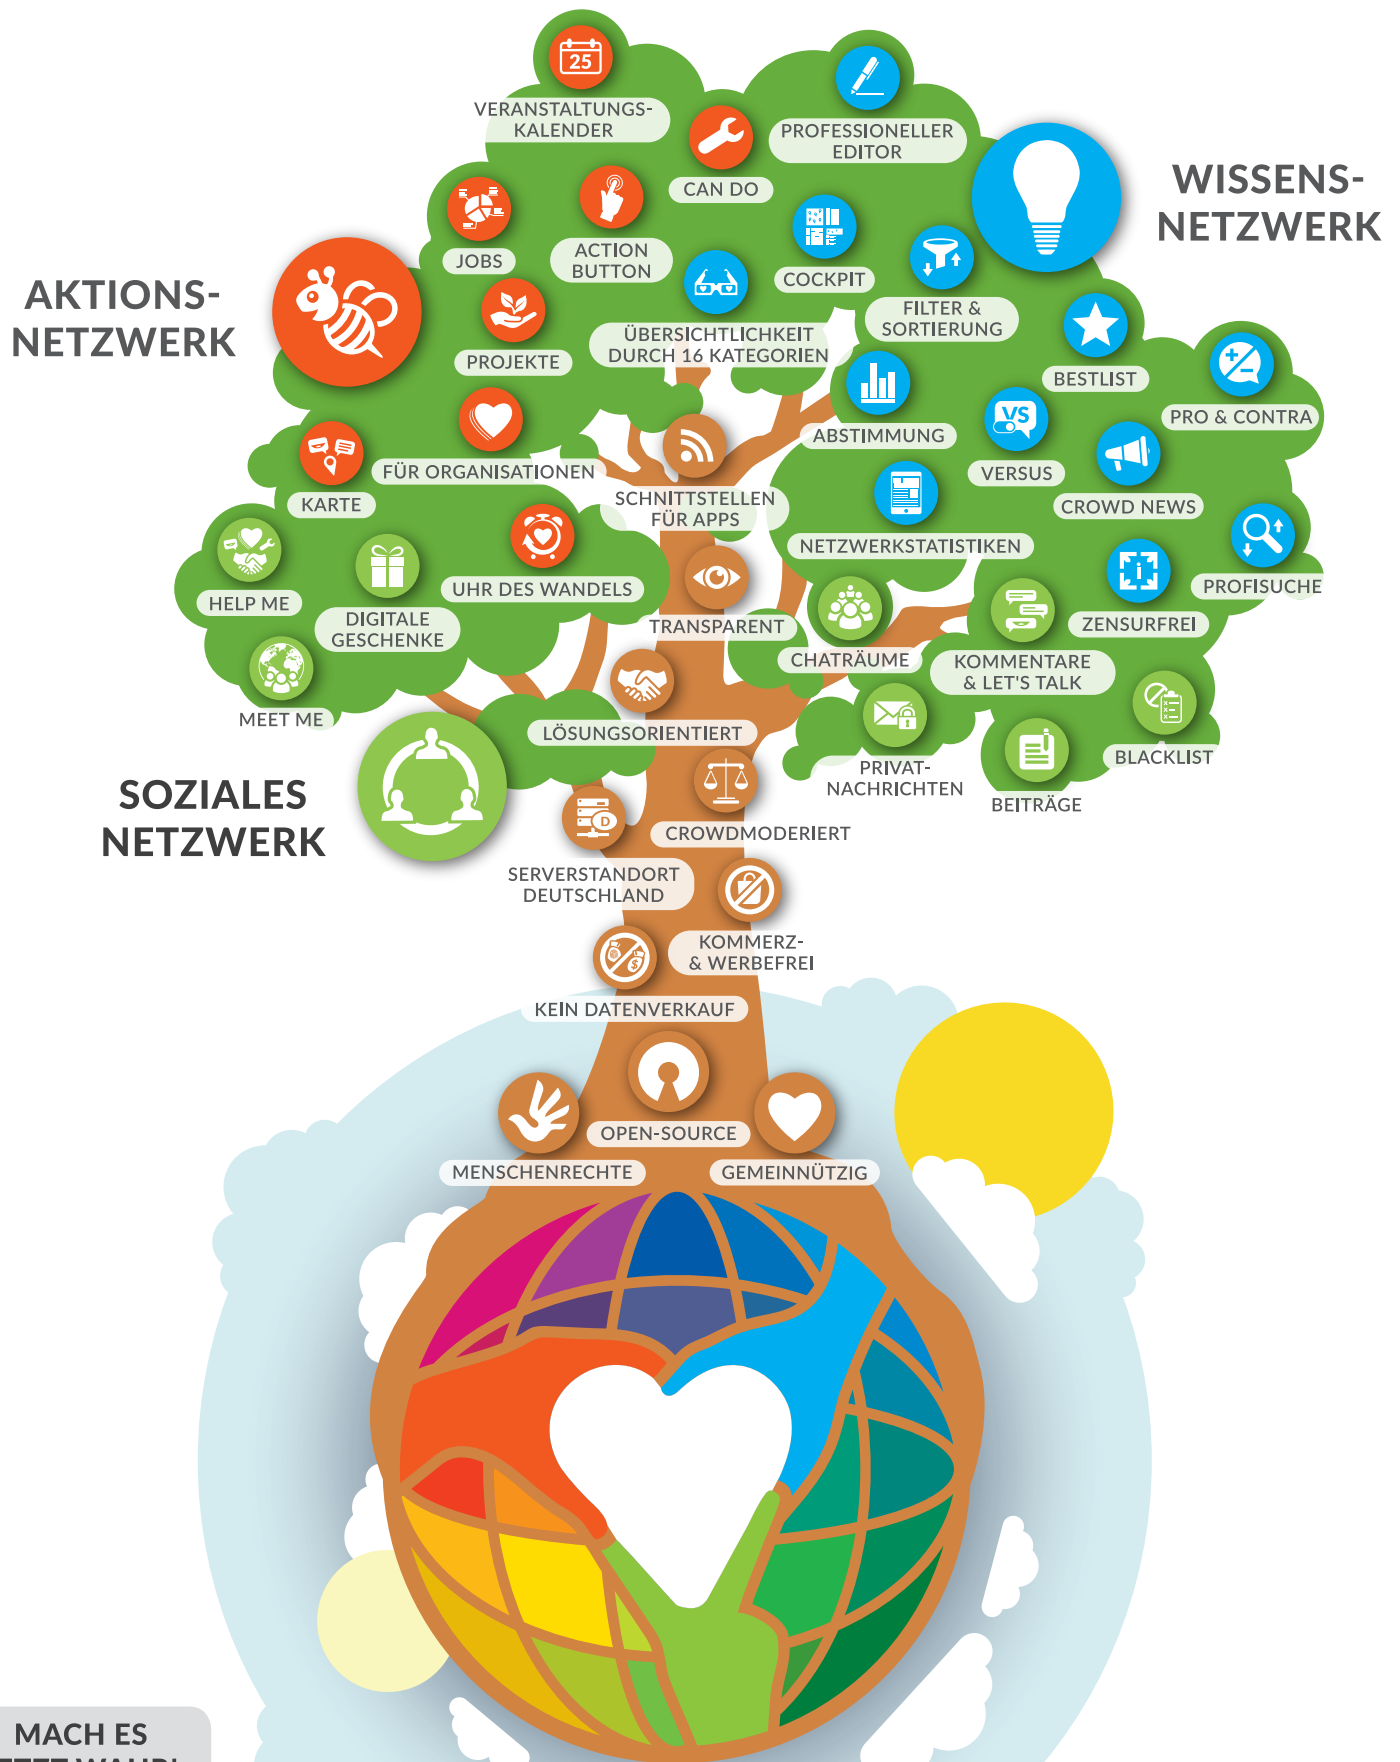 25
VERANSTALTUNGS-
KALENDER
PROFESSIONELLER
EDITOR
CAN DO
WISSENS-
NETZWERK
JOBS
ACTION
BUTTON
COCKPIT
FILTER &
SORTIERUNG
AKTIONS-
NETZWERK
PROJEKTE
ÜBERSICHTLICHKEIT
DURCH 16 KATEGORIEN
BESTLIST
PRO & CONTRA
ABSTIMMUNG
VS
VERSUS
FÜR ORGANISATIONEN
KARTE
SCHNITTSTELLEN
FÜR APPS
CROWD NEWS
NETZWERKSTATISTIKEN
PROFISUCHE
HELP ME
DIGITALE
GESCHENKE
UHR DES WANDELS
TRANSPARENT
i
ZENSURFREI
CHATRÄUME
KOMMENTARE
& LET'S TALK
MEET ME
LÖSUNGSORIENTIERT
PRIVAT-
NACHRICHTEN
BLACKLIST
BEITRÄGE
SOZIALES
NETZWERK
D
CROWDMODERIERT
SERVERSTANDORT
DEUTSCHLAND
KOMMERZ-
& WERBEFREI
$
KEIN DATENVERKAUF
OPEN-SOURCE
MENSCHENRECHTE
GEMEINNÜTZIG
MACH ES